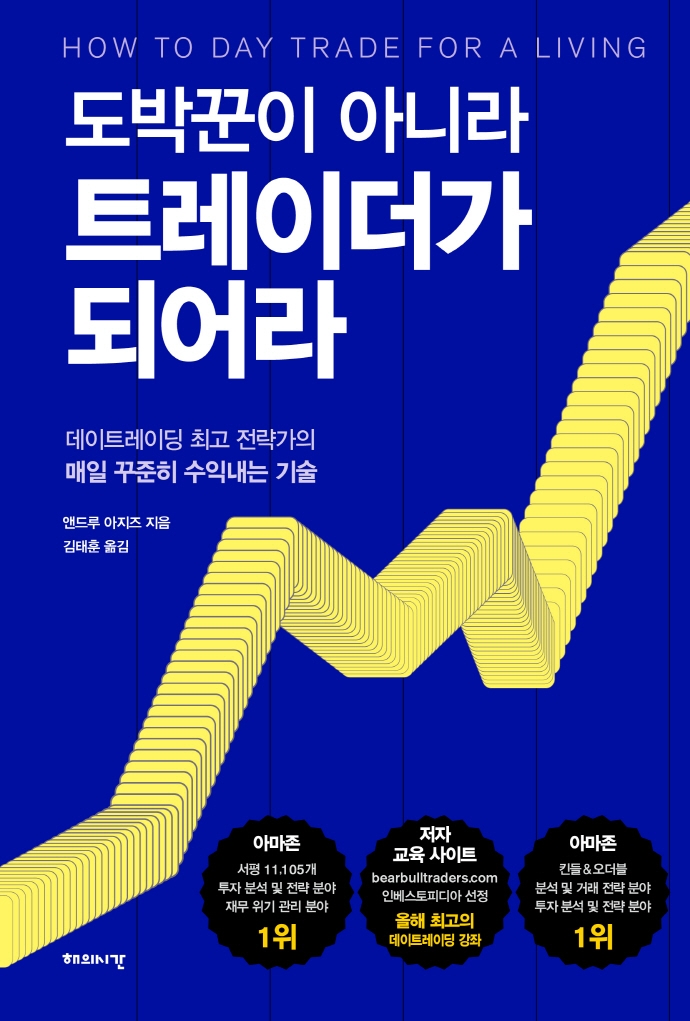 HOW TO DAY TRADE FOR A LIVING
도박꾼이 아니라
트레이더가
되어라
데이트레이딩 최고 전략가의
매일 꾸준히 수익내는 기술
앤드루 아지즈 지음
김태훈 옮김
아마존
서평 11,105개
투자 분석 및 전략 분야
재무 위기 관리 분야
1위
저자
교육 사이트
bearbulltraders.com
인베스토피디아 선정
올해 최고의
데이트레이딩 강좌
아마존
킨들&오더블
분석 및 거래 전략 분야
투자 분석 및 전략 분야
1위
해의시간